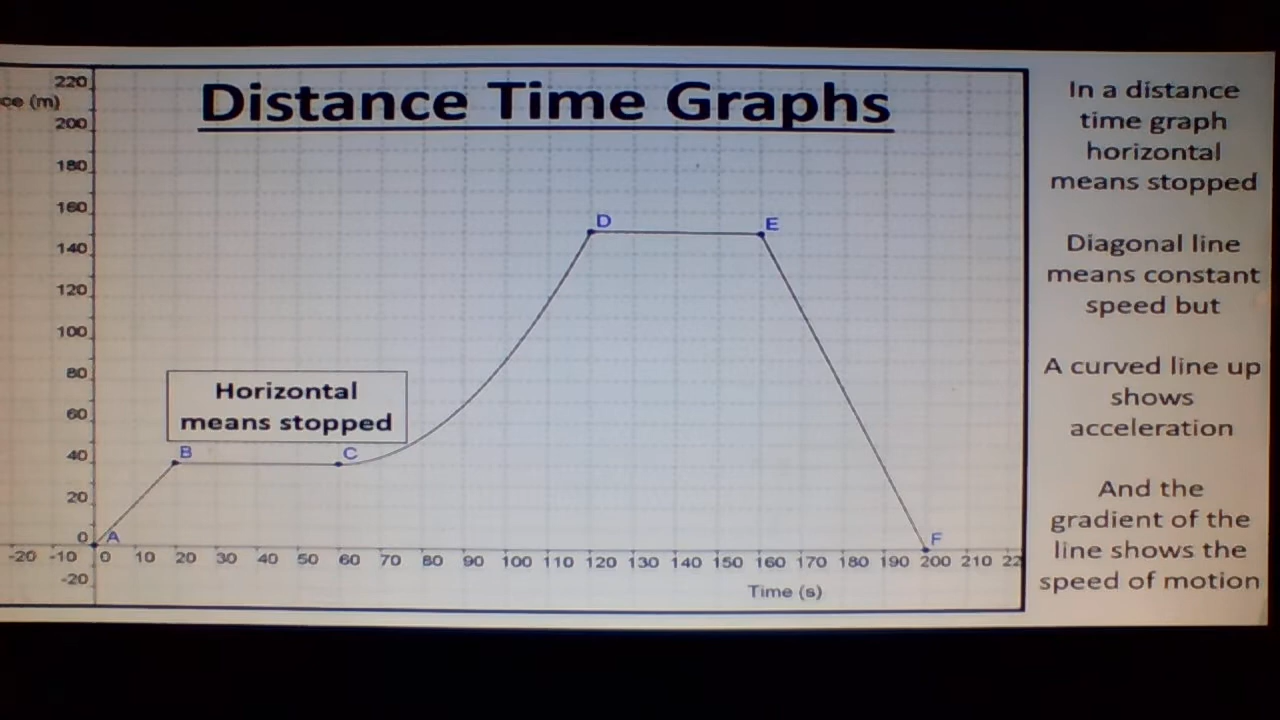 Distance Time Graphs
ce (m)
220
200
180
160
140
120
100
80
60
40
20
0
-20
Horizontal
means stopped
A
B
C
D
E
F
-20 -10 0 10 20 30 40 50 60 70 80 90 100 110 120 130 140 150 160 170 180 190 200 210 22
Time (s)
In a distance
time graph
horizontal
means stopped
Diagonal line
means constant
speed but
A curved line up
shows
acceleration
And the
gradient of the
line shows the
speed of motion